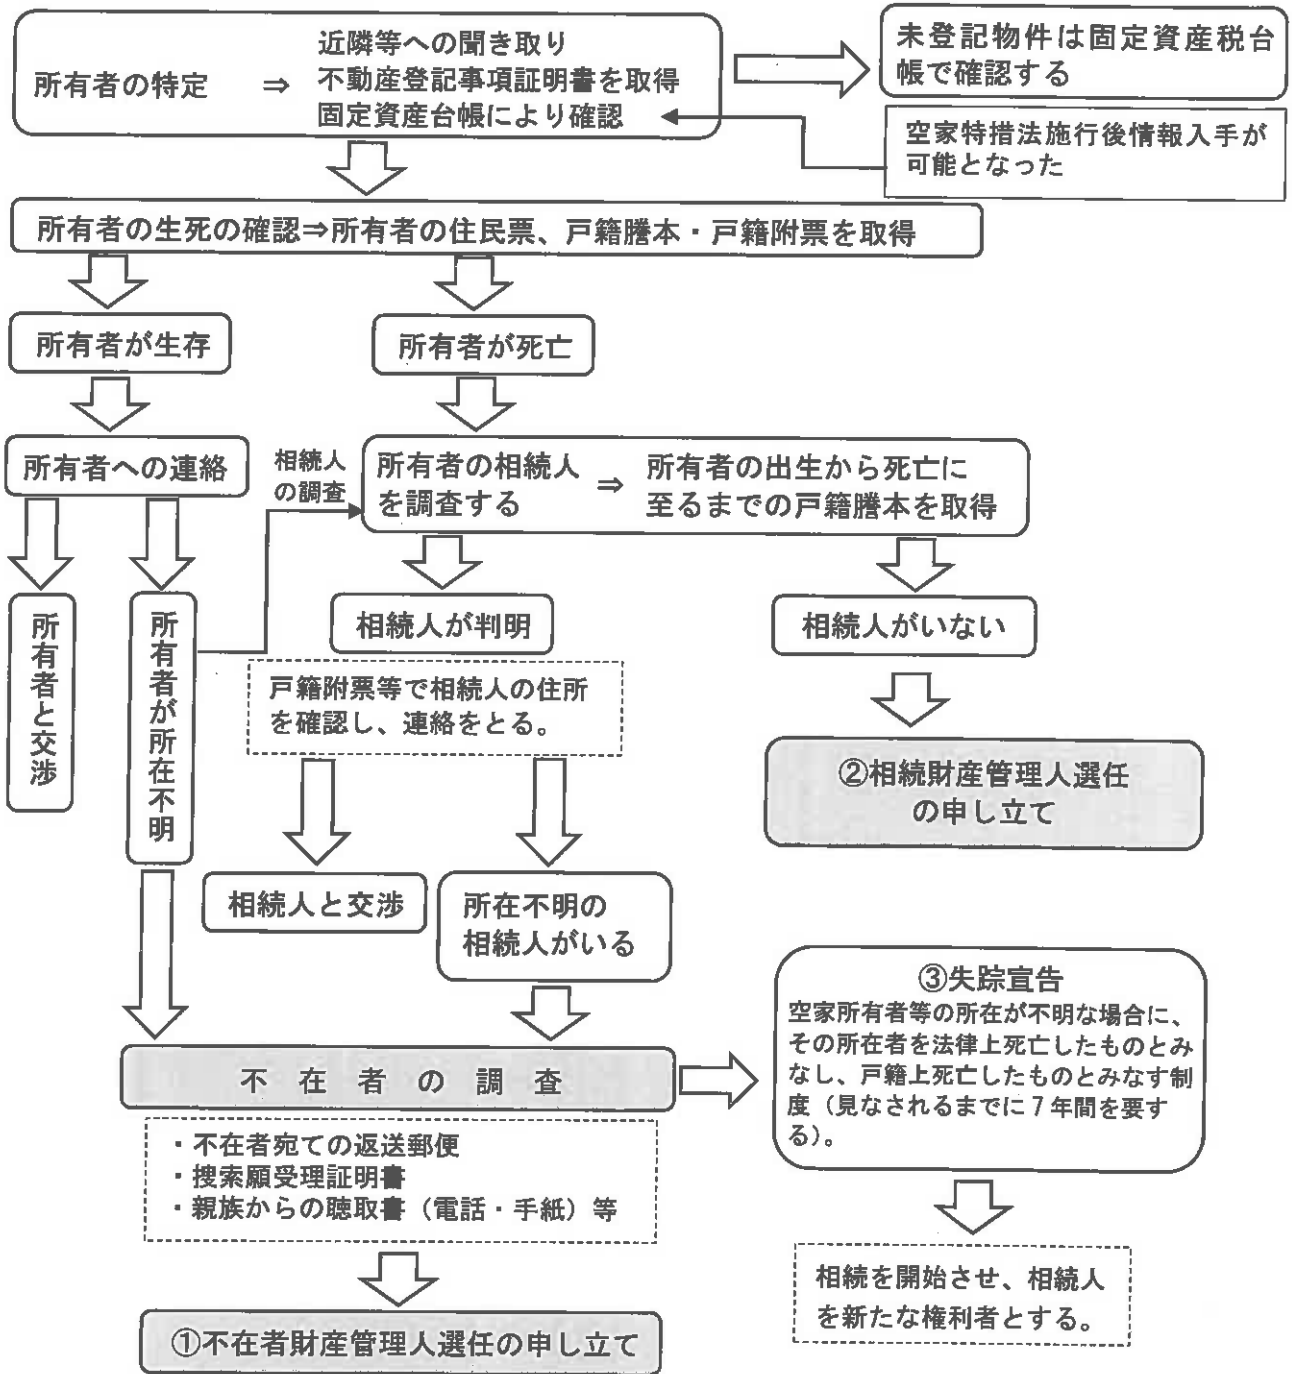 近隣等への聞き取り
所有者の特定 ⇒ 不動産登記事項証明書を取得
固定資産台帳により確認
未登記物件は固定資産税台
帳で確認する
空家特措法施行後情報入手が
可能となった
所有者の生死の確認⇒所有者の住民票、戸籍謄本・戸籍附票を取得
所有者が生存
所有者が死亡
所有者への連絡
相続人
の調査
所有者の相続人
を調査する
⇒
所有者の出生から死亡に
至るまでの戸籍謄本を取得
所有者と交渉
所有者が所在不明
相続人が判明
相続人がいない
戸籍附票等で相続人の住所
を確認し、連絡をとる。
②相続財産管理人選任
の申し立て
相続人と交渉
所在不明の
相続人がいる
③失踪宣告
空家所有者等の所在が不明な場合に、
その所在者を法律上死亡したものとみ
なし、戸籍上死亡したものとみなす制
度（見なされるまでに７年間を要す
る）。
不在者の調査
・不在者宛ての返送郵便
・捜索願受理証明書
・親族からの聴取書（電話・手紙）等
相続を開始させ、相続人
を新たな権利者とする。
①不在者財産管理人選任の申し立て